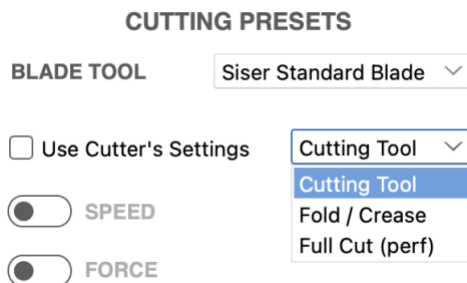 CUTTING PRESETS
BLADE TOOL Siser Standard Blade
Use Cutter's Settings Cutting Tool
Cutting Tool
SPEED Fold / Crease
Full Cut (perf)
FORCE